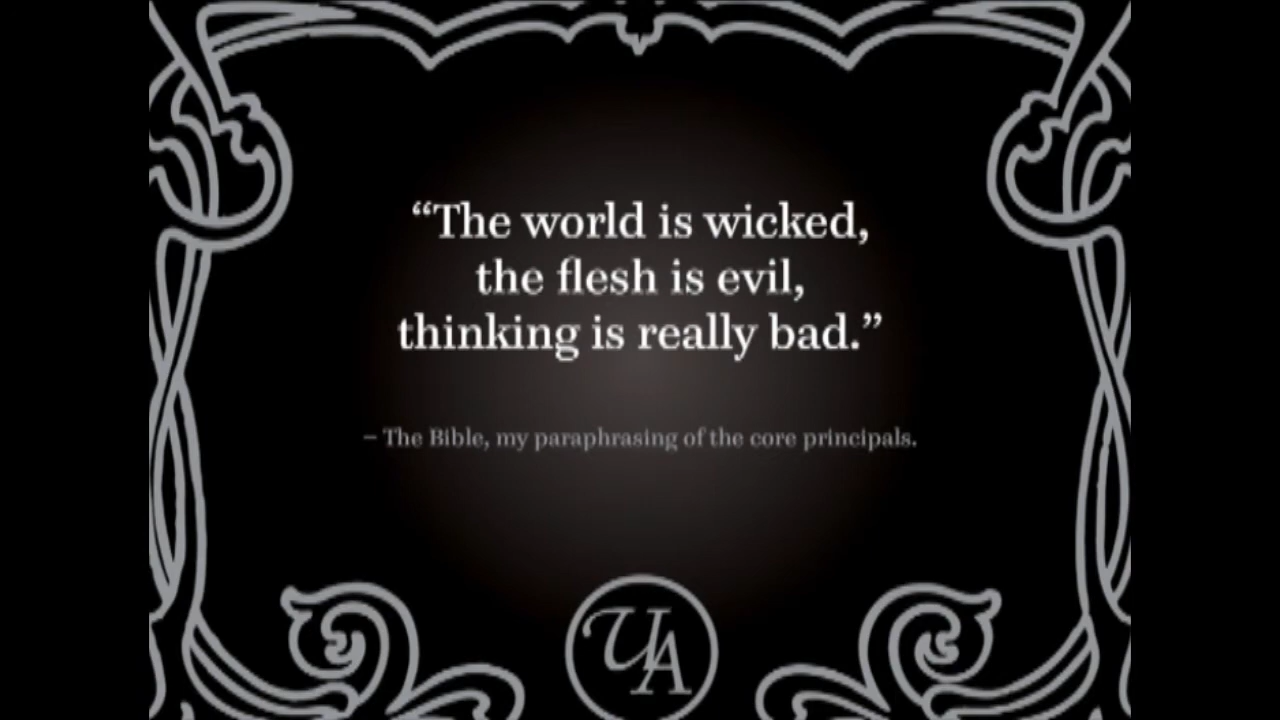 “The world is wicked,
the flesh is evil,
thinking is really bad.”
– The Bible, my paraphrasing of the core principals.
UA